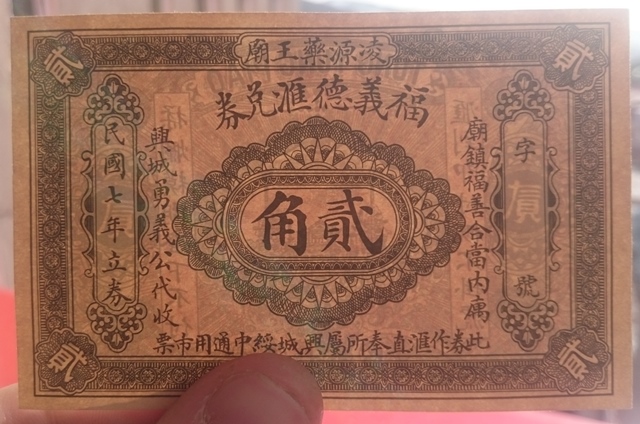 貳
凌源藥王廟
貳
福義德滙兌券
字
號
廟鎮福善合當內
貳角
興城勇義公代收
民國七年立券
此券作滙直奉所屬興城綏中通用市票
貳
貳